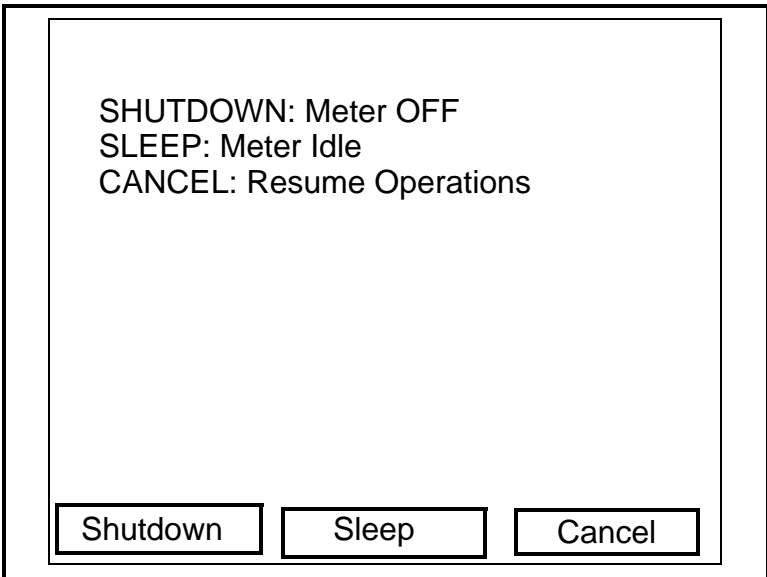 SHUTDOWN: Meter OFF
SLEEP: Meter Idle
CANCEL: Resume Operations
Shutdown Sleep Cancel